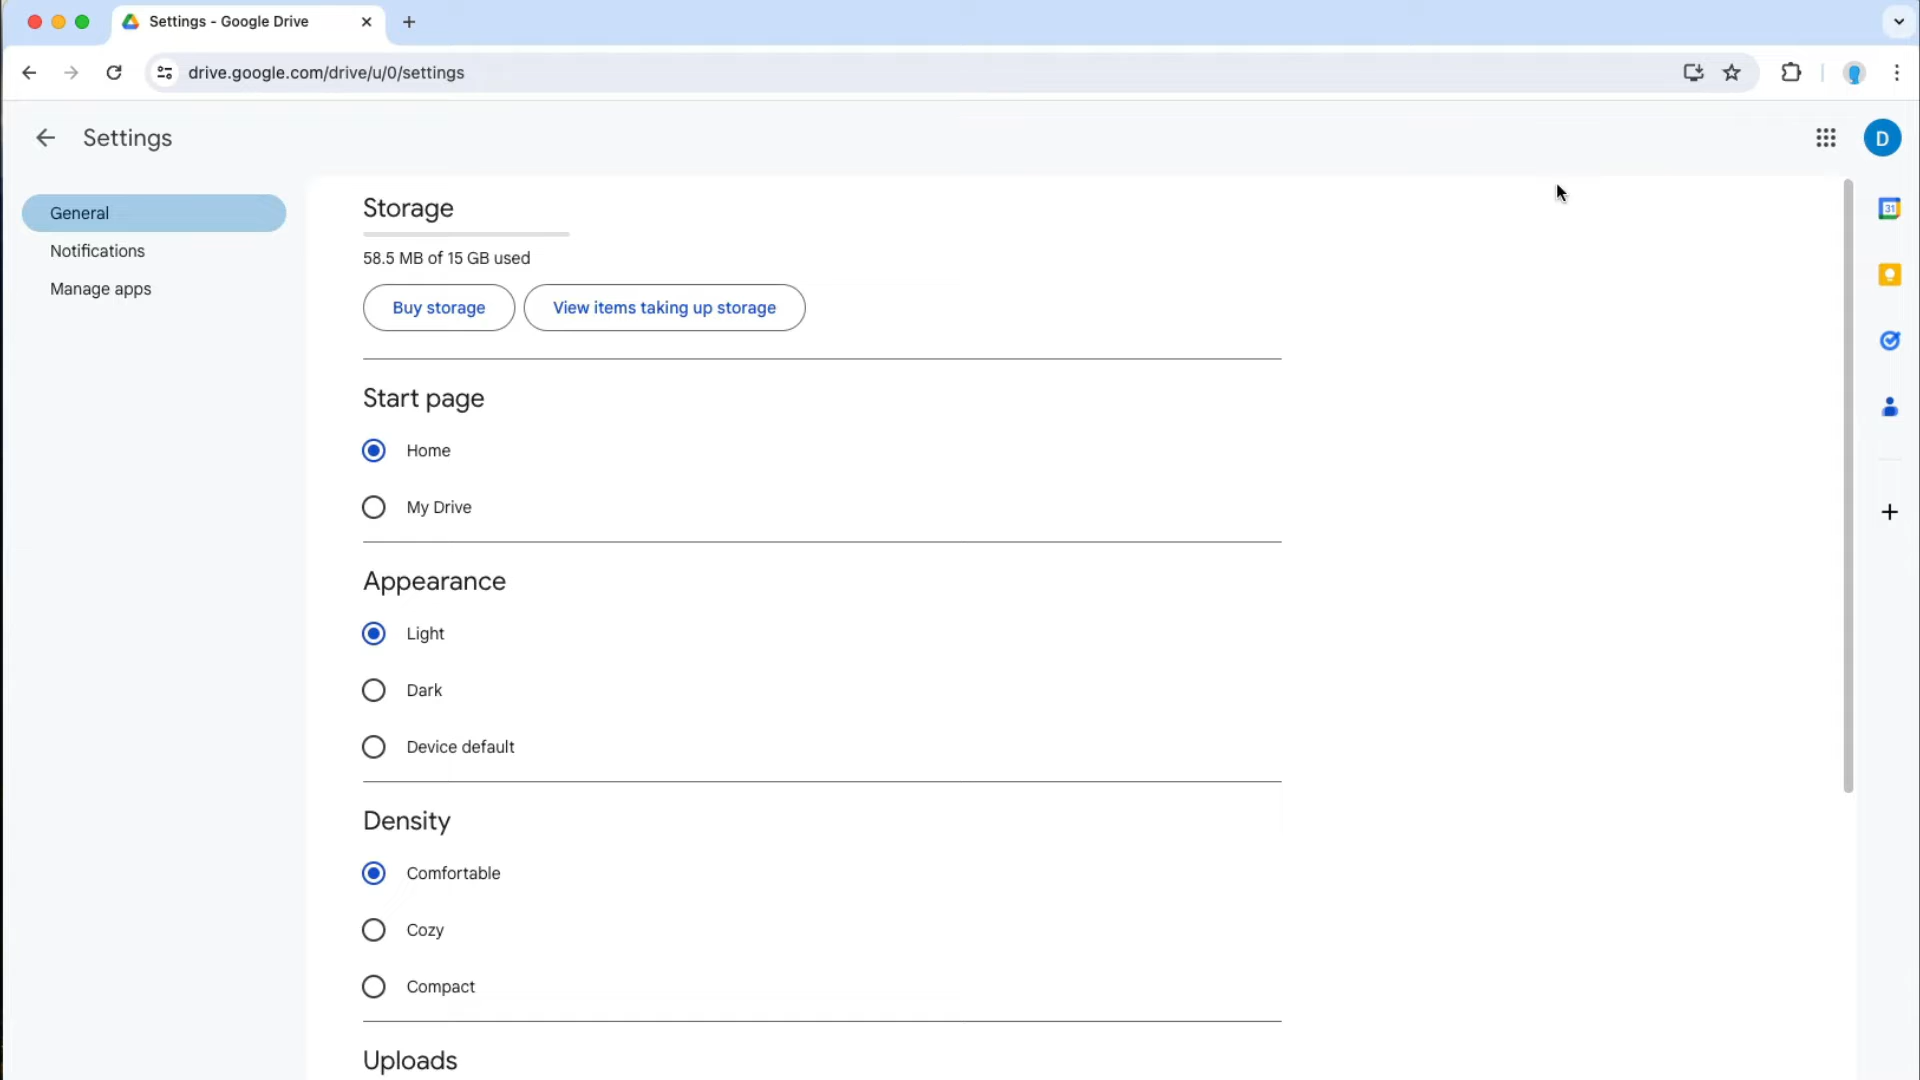 Settings - Google Drive
drive.google.com/drive/u/0/settings
Settings
D
General
Notifications
Manage apps
Storage
58.5 MB of 15 GB used
Buy storage
View items taking up storage
Start page
Home
My Drive
Appearance
Light
Dark
Device default
Density
Comfortable
Cozy
Compact
Uploads
31